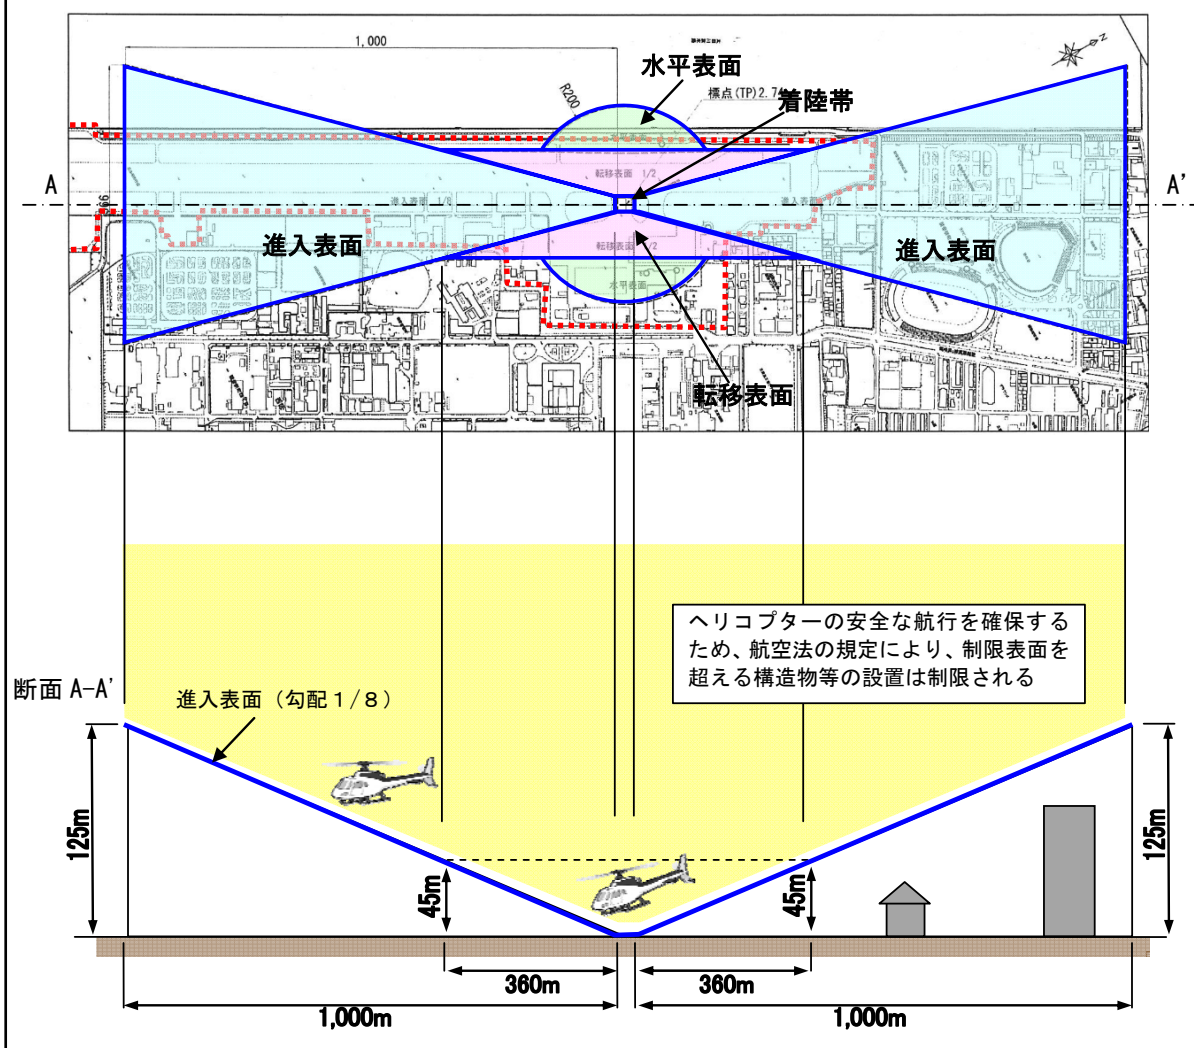 1,000
水平表面
R200
標点(TP)2.7
着陸帯
水平表面
転移表面 1/2
A
A'
進入表面 1/8
進入表面 1/8
進入表面
転移表面 1/2
進入表面
水平表面
転移表面
ヘリコプターの安全な航行を確保する
ため、航空法の規定により、制限表面を
超える構造物等の設置は制限される
断面 A-A'
進入表面（勾配１/８）
125m
45m
45m
125m
360m
360m
1,000m
1,000m